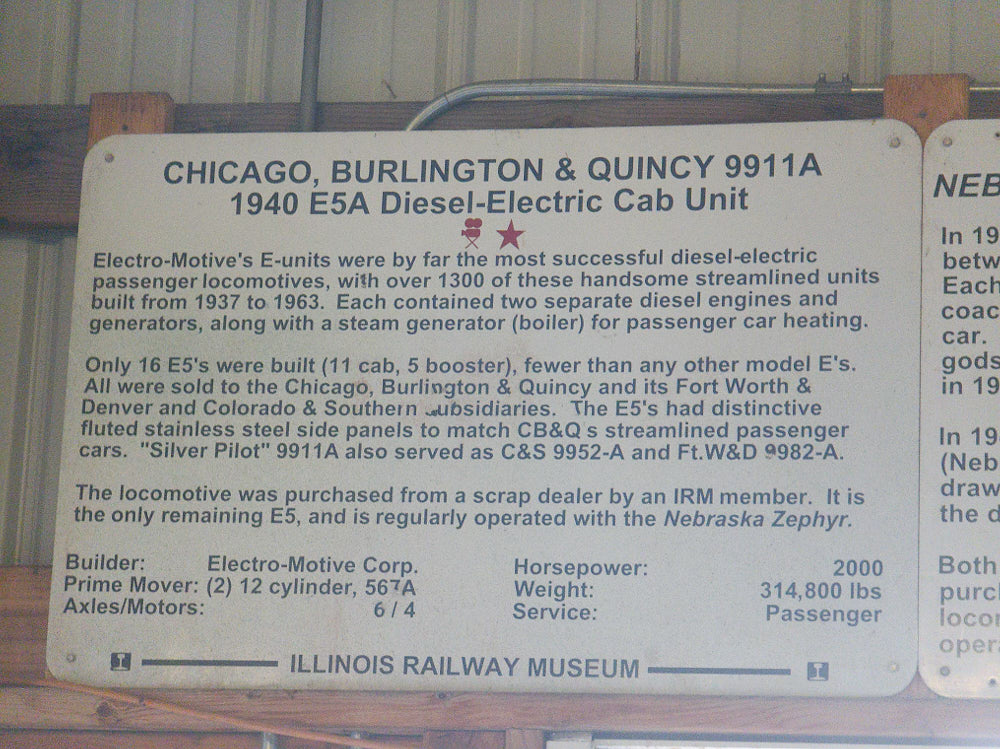 CHICAGO, BURLINGTON & QUINCY 9911A
1940 E5A Diesel-Electric Cab Unit
Electro-Motive's E-units were by far the most successful diesel-electric
passenger locomotives, with over 1300 of these handsome streamlined units
built from 1937 to 1963. Each contained two separate diesel engines and
generators, along with a steam generator (boiler) for passenger car heating.
Only 16 E5's were built (11 cab, 5 booster), fewer than any other model E's.
All were sold to the Chicago, Burlington & Quincy and its Fort Worth &
Denver and Colorado & Southern subsidiaries. The E5's had distinctive
fluted stainless steel side panels to match CB&Q s streamlined passenger
cars. "Silver Pilot" 9911A also served as C&S 9952-A and Ft.W&D 9982-A.
The locomotive was purchased from a scrap dealer by an IRM member. It is
the only remaining E5, and is regularly operated with the Nebraska Zephyr.
Builder: Electro-Motive Corp.
Prime Mover: (2) 12 cylinder, 567A
Axles/Motors: 6 / 4
Horsepower: 2000
Weight: 314,800 lbs
Service: Passenger
I ILLINOIS RAILWAY MUSEUM I
NEB
In 19
betw
Each
coac
car.
gods
in 19
In 19
(Neb
draw
the d
Both
purch
locor
opera